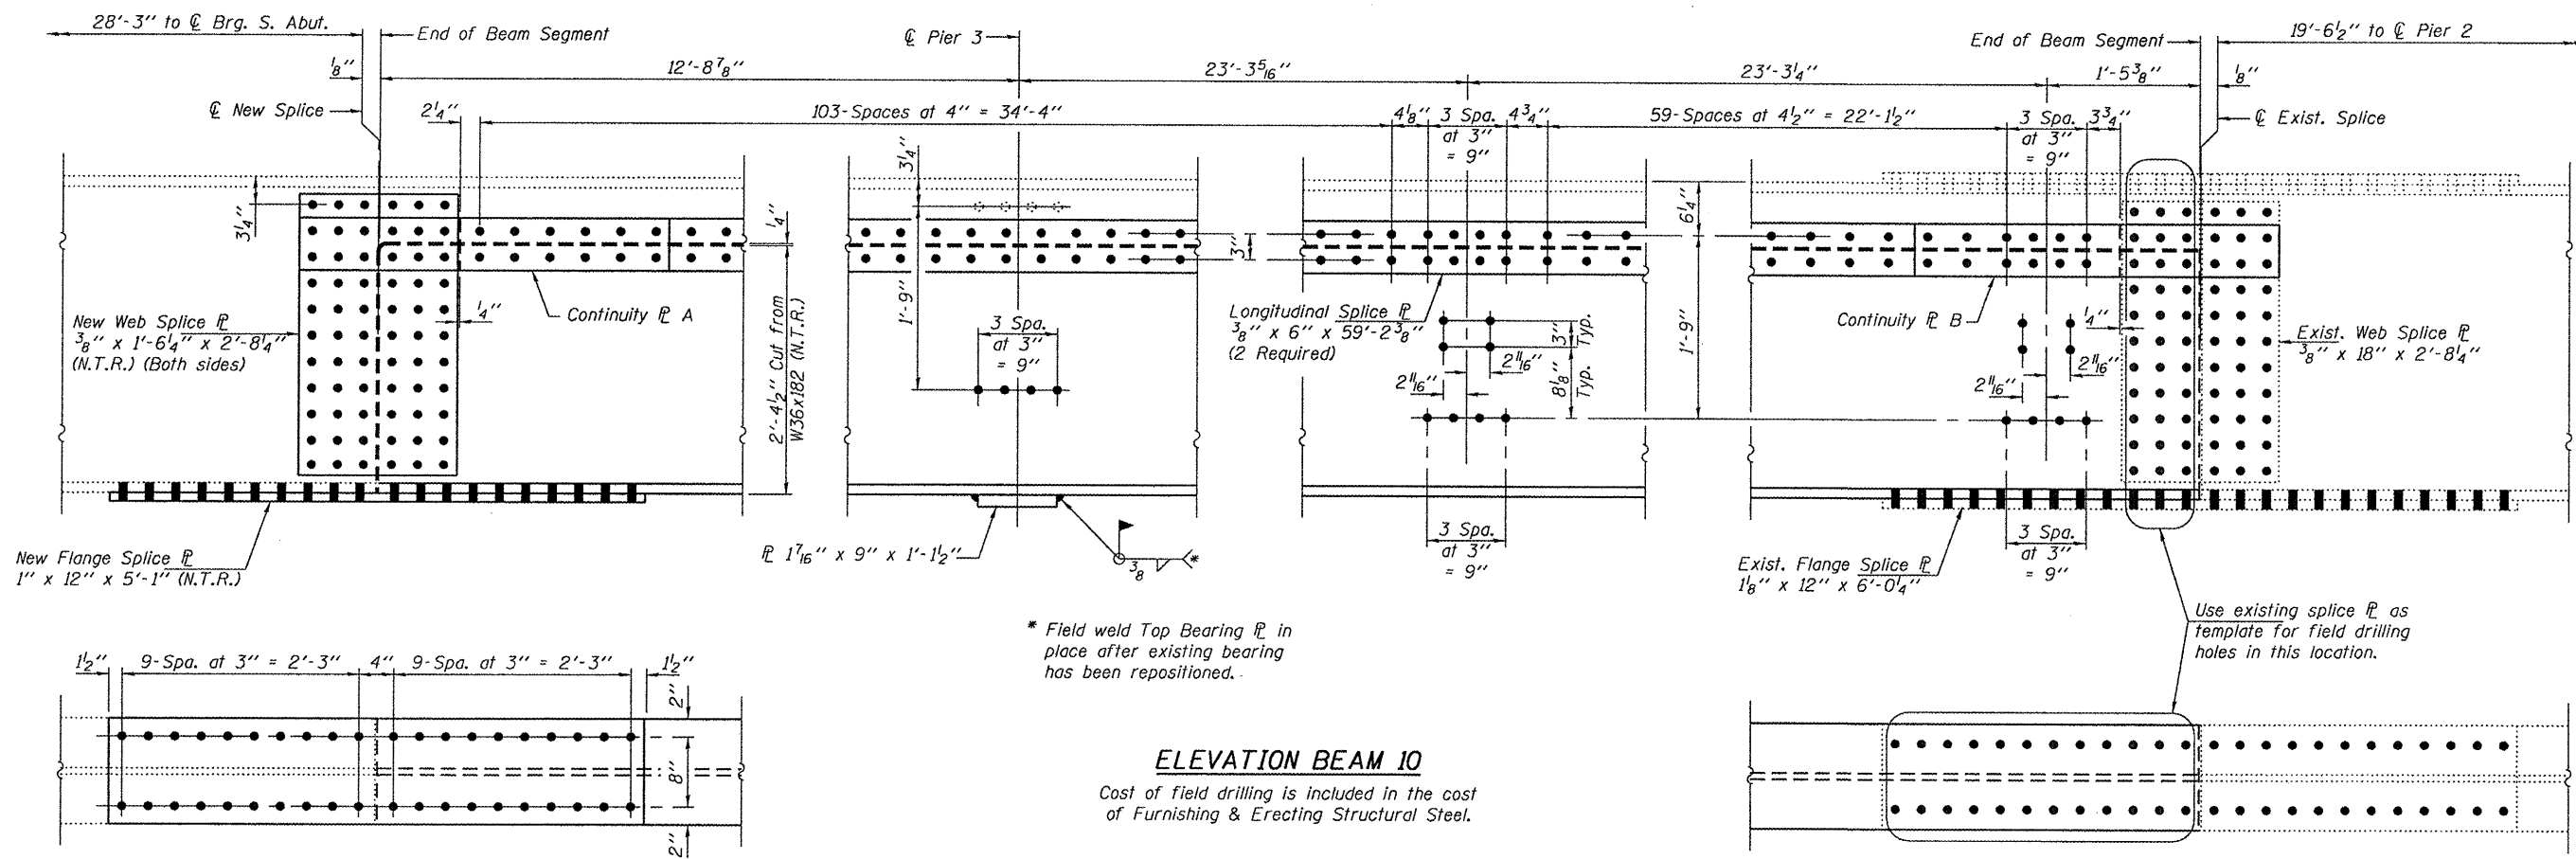 28'-3" to ℄ Brg. S. Abut.
End of Beam Segment
℄ Pier 3
End of Beam Segment
19'-6½" to ℄ Pier 2
⅛"
12'-8⅞"
23'-3⁵⁄₁₆"
23'-3¼"
1'-5⅜"
⅛"
℄ New Splice
2¼"
103-Spaces at 4" = 34'-4"
4⅛"
3 Spa.
at 3"
= 9"
4¾"
59-Spaces at 4½" = 22'-1½"
3 Spa.
at 3"
= 9"
3¾"
℄ Exist. Splice
3¼"
¼"
3¼"
1'-9"
3"
6¼"
1'-9"
New Web Splice ℙL
⅜" x 1'-6¼" x 2'-8¼"
(N.T.R.) (Both sides)
¼"
Continuity ℙL A
2'-4½" Cut from
W36x182 (N.T.R.)
3 Spa.
at 3"
= 9"
Longitudinal Splice ℙL
⅜" x 6" x 59'-2⅜"
(2 Required)
3"
Typ.
2¹¹⁄₁₆"
2¹¹⁄₁₆"
8⅛"
Typ.
Continuity ℙL B
¼"
2¹¹⁄₁₆"
2¹¹⁄₁₆"
Exist. Web Splice ℙL
⅜" x 18" x 2'-8¼"
New Flange Splice ℙL
1" x 12" x 5'-1" (N.T.R.)
ℙL 1⁷⁄₁₆" x 9" x 1'-1½"
⅜
*
3 Spa.
at 3"
= 9"
3 Spa.
at 3"
= 9"
Exist. Flange Splice ℙL
1⅛" x 12" x 6'-0¼"
* Field weld Top Bearing ℙL in
place after existing bearing
has been repositioned.
Use existing splice ℙL as
template for field drilling
holes in this location.
1½"
9-Spa. at 3" = 2'-3"
4"
9-Spa. at 3" = 2'-3"
1½"
2"
8"
2"
ELEVATION BEAM 10
Cost of field drilling is included in the cost
of Furnishing & Erecting Structural Steel.